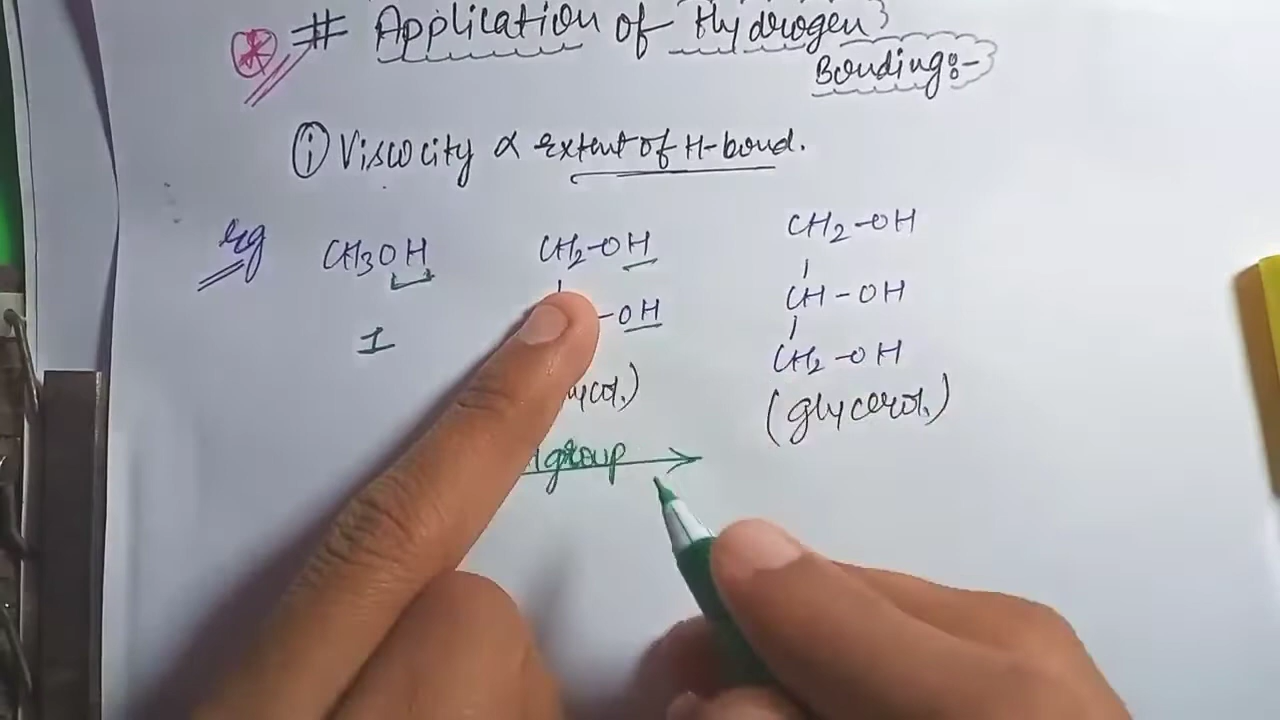 # Application of Hydrogen
Bonding:-
(i) Viscocity ∝ extent of H-bond.
eg CH3OH CH2-OH CH2-OH
-OH CH-OH
1 CH2-OH
(glycerol.)
group